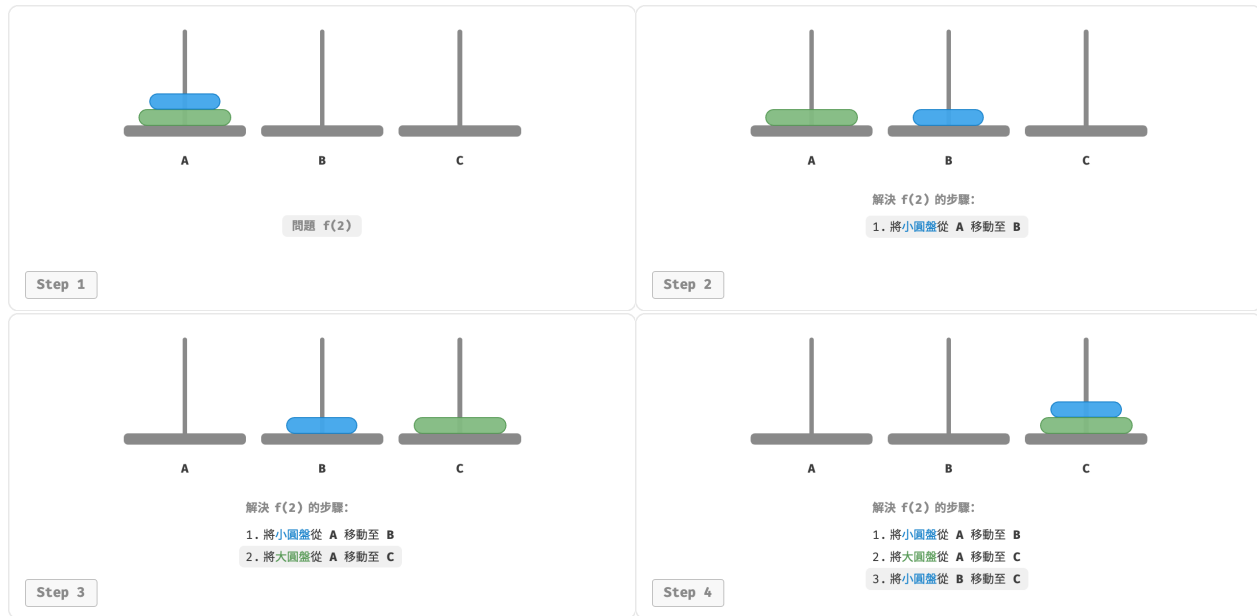 A B C
問題 f(2)
Step 1
A B C
解決 f(2) 的步驟：
1. 將小圓盤從 A 移動至 B
Step 2
A B C
解決 f(2) 的步驟：
1. 將小圓盤從 A 移動至 B
2. 將大圓盤從 A 移動至 C
Step 3
A B C
解決 f(2) 的步驟：
1. 將小圓盤從 A 移動至 B
2. 將大圓盤從 A 移動至 C
3. 將小圓盤從 B 移動至 C
Step 4